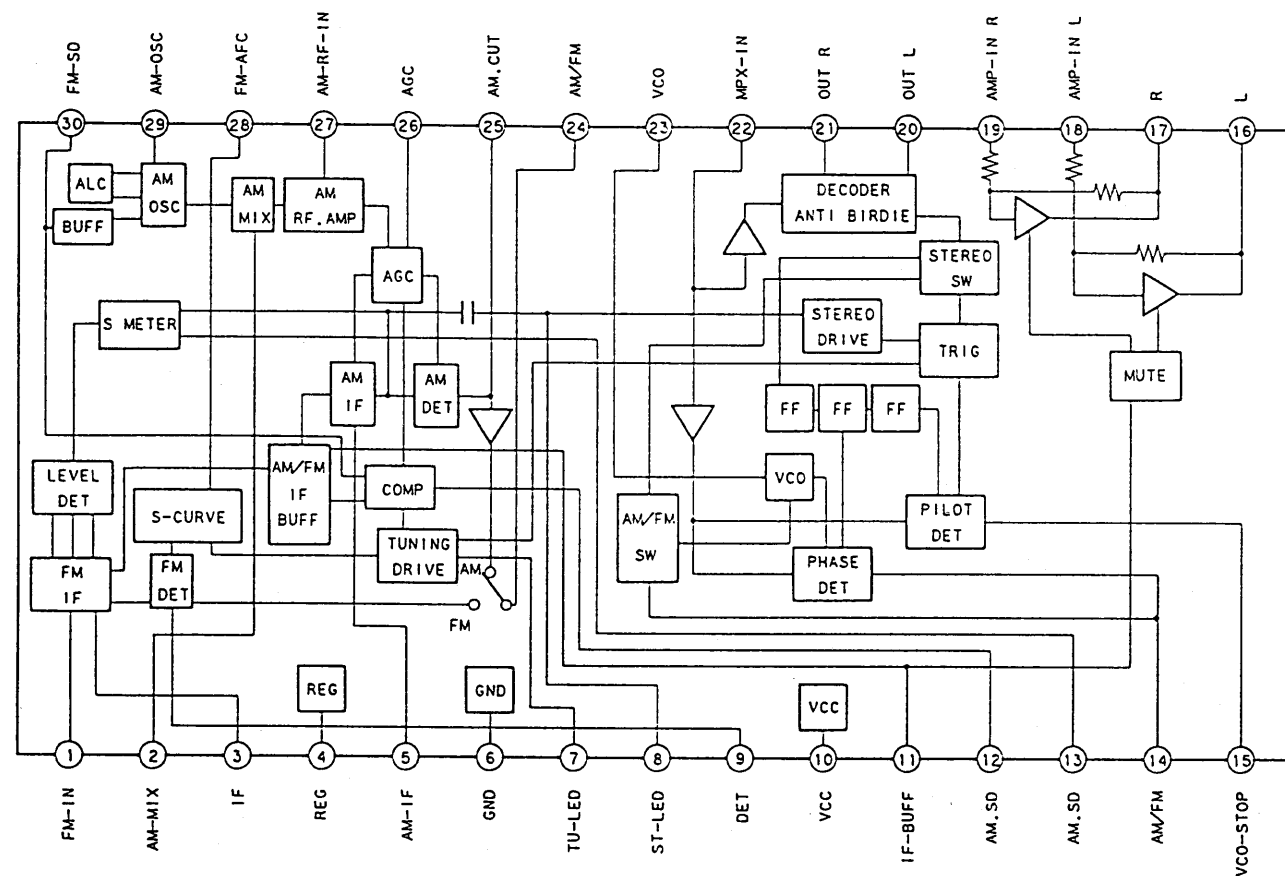 FM-SD
AM-OSC
FM-AFC
AM-RF-IN
AGC
AM.CUT
AM/FM
VCO
MPX-IN
OUT R
OUT L
AMP-IN R
AMP-IN L
R
L
30
29
28
27
26
25
24
23
22
21
20
19
18
17
16
ALC
AM
OSC
BUFF
AM
MIX
AM
RF.AMP
DECODER
ANTI BIRDIE
AGC
STEREO
SW
S METER
STEREO
DRIVE
TRIG
MUTE
AM
IF
AM
DET
FF
FF
FF
LEVEL
DET
AM/FM
IF
BUFF
COMP
VCO
S-CURVE
AM/FM
SW
PILOT
DET
TUNING
DRIVE
FM
IF
FM
DET
AM
PHASE
DET
FM
REG
GND
VCC
1
2
3
4
5
6
7
8
9
10
11
12
13
14
15
FM-IN
AM-MIX
IF
REG
AM-IF
GND
TU-LED
ST-LED
DET
VCC
IF-BUFF
AM.SD
AM.SD
AM/FM
VCO-STOP